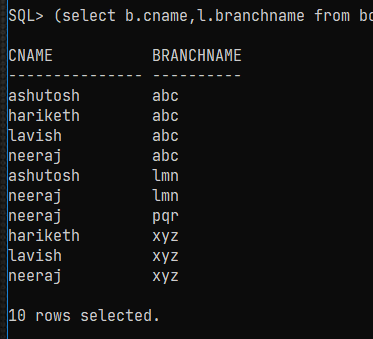 SQL> (select b.cname,l.branchname from
CNAME           BRANCHNAME
--------------- ----------
ashutosh        abc
hariketh        abc
lavish          abc
neeraj          abc
ashutosh        lmn
neeraj          lmn
neeraj          pqr
hariketh        xyz
lavish          xyz
neeraj          xyz
10 rows selected.